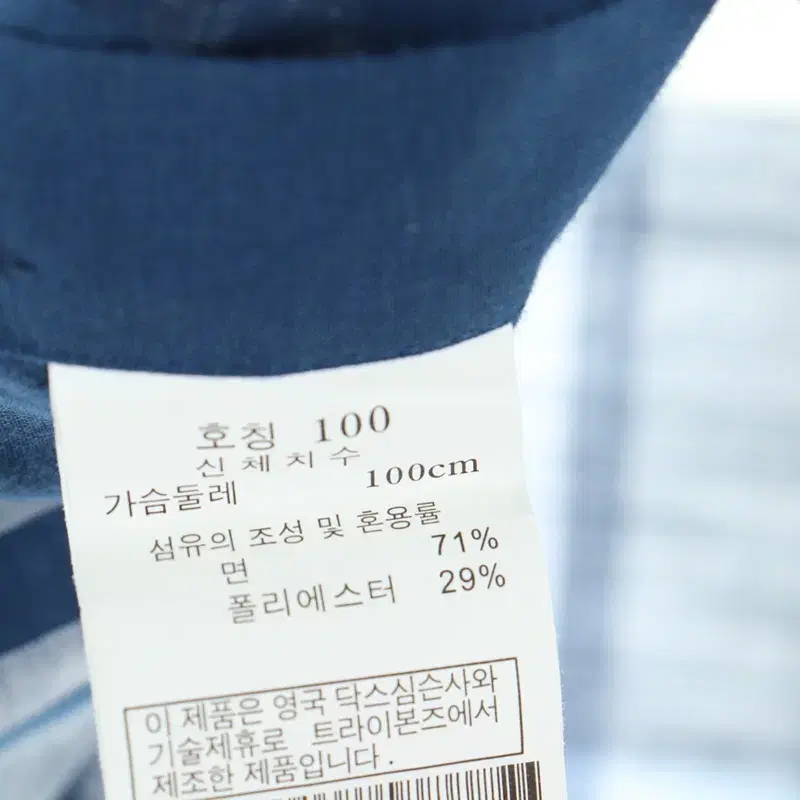 호칭 100
신체치수
가슴둘레 100cm
섬유의 조성 및 혼용률
면 71%
폴리에스터 29%
이 제품은 영국 닥스심슨사와
기술제휴로 트라이본즈에서
제조한 제품입니다.